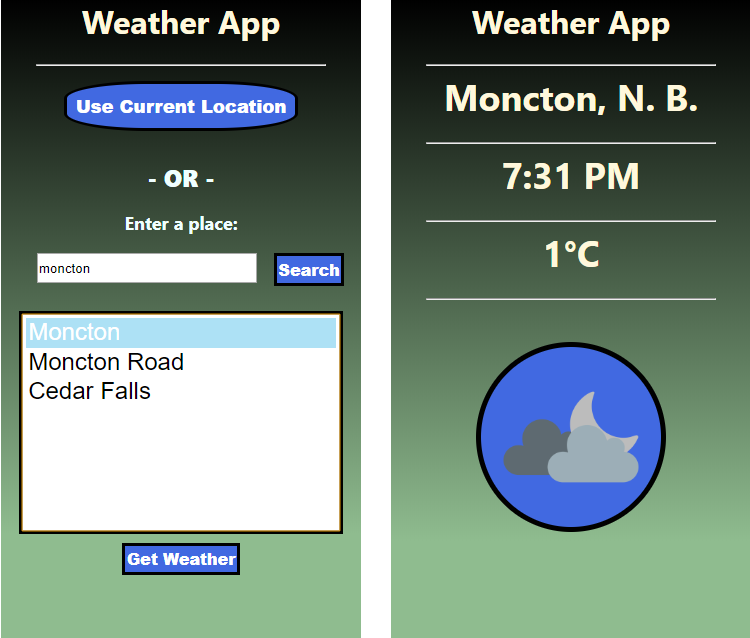 Weather App
Use Current Location
- OR -
Enter a place:
moncton
Search
Moncton
Moncton Road
Cedar Falls
Get Weather
Weather App
Moncton, N. B.
7:31 PM
1°C